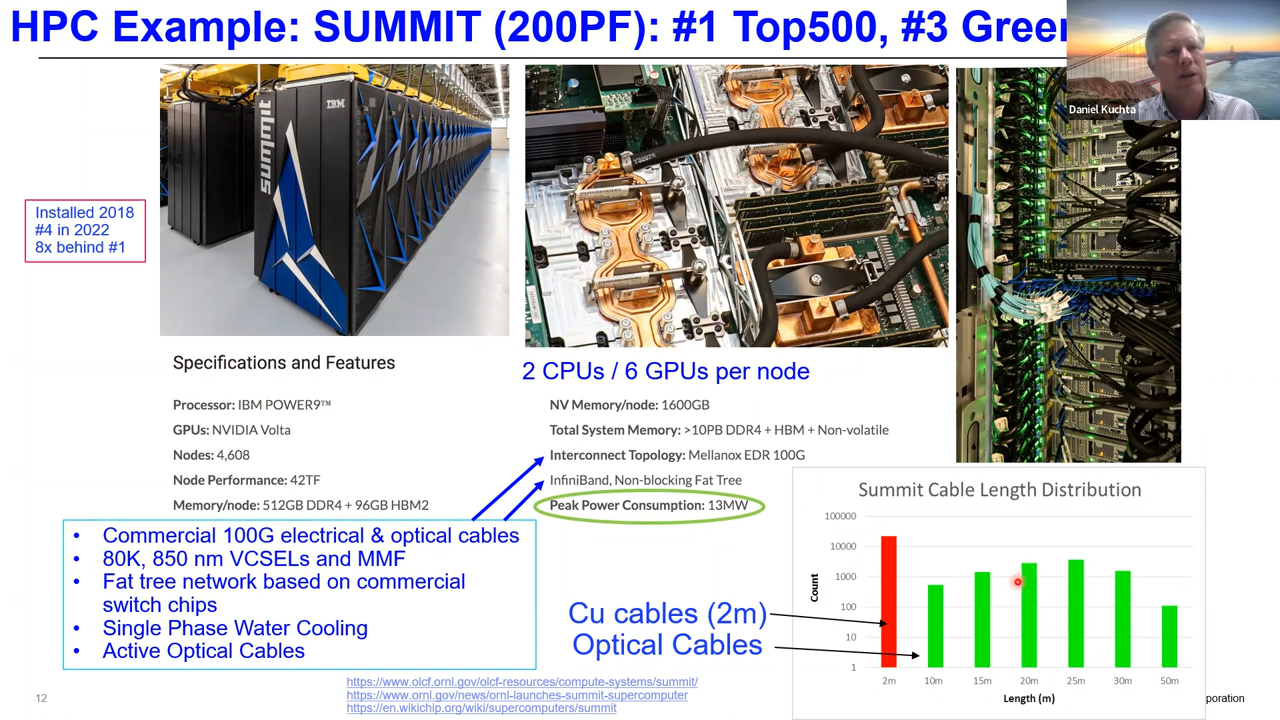 HPC Example: SUMMIT (200PF): #1 Top500, #3 Green
Daniel Kuchta
summit
IBM
Installed 2018
#4 in 2022
8x behind #1
Specifications and Features
Processor: IBM POWER9™
GPUs: NVIDIA Volta
Nodes: 4,608
Node Performance: 42TF
Memory/node: 512GB DDR4 + 96GB HBM2
2 CPUs / 6 GPUs per node
NV Memory/node: 1600GB
Total System Memory: >10PB DDR4 + HBM + Non-volatile
Interconnect Topology: Mellanox EDR 100G
InfiniBand, Non-blocking Fat Tree
Peak Power Consumption: 13MW
• Commercial 100G electrical & optical cables
• 80K, 850 nm VCSELs and MMF
• Fat tree network based on commercial
switch chips
• Single Phase Water Cooling
• Active Optical Cables
Cu cables (2m)
Optical Cables
Summit Cable Length Distribution
Count
100000
10000
1000
100
10
1
2m 10m 15m 20m 25m 30m 50m
Length (m)
https://www.olcf.ornl.gov/olcf-resources/compute-systems/summit/
https://www.ornl.gov/news/ornl-launches-summit-supercomputer
https://en.wikichip.org/wiki/supercomputers/summit
12
orporation